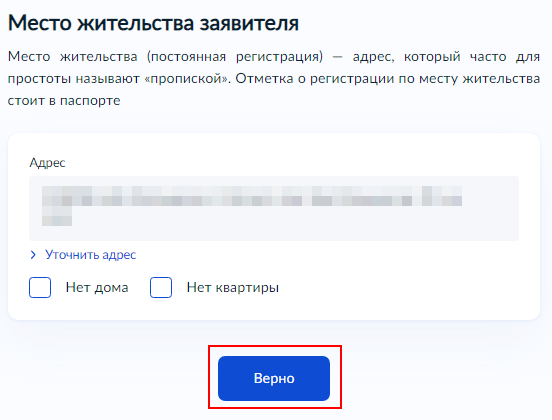 Место жительства заявителя
Место жительства (постоянная регистрация) — адрес, который часто для
простоты называют «пропиской». Отметка о регистрации по месту жительства
стоит в паспорте
Адрес
Уточнить адрес
Нет дома Нет квартиры
Верно